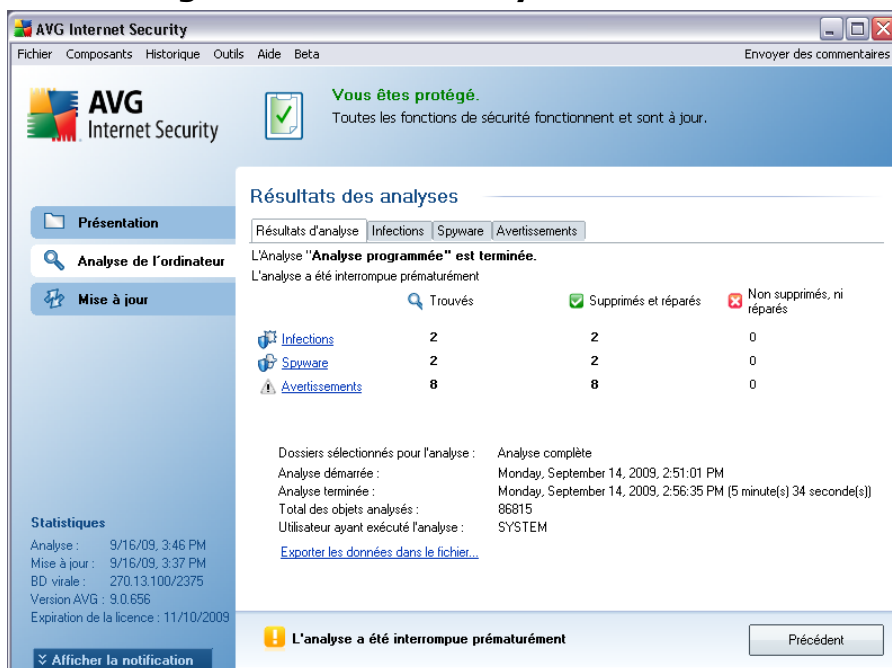 AVG Internet Security
Fichier Composants Historique Outils Aide Beta Envoyer des commentaires
AVG
Internet Security
Vous êtes protégé.
Toutes les fonctions de sécurité fonctionnent et sont à jour.
Présentation
Analyse de l'ordinateur
Mise à jour
Résultats des analyses
Résultats d'analyse Infections Spyware Avertissements
L'Analyse "Analyse programmée" est terminée.
L'analyse a été interrompue prématurément
Trouvés Supprimés et réparés Non supprimés, ni réparés
Infections 2 2 0
Spyware 2 2 0
Avertissements 8 8 0
Dossiers sélectionnés pour l'analyse : Analyse complète
Analyse démarrée : Monday, September 14, 2009, 2:51:01 PM
Analyse terminée : Monday, September 14, 2009, 2:56:35 PM (5 minute(s) 34 seconde(s))
Total des objets analysés : 86815
Utilisateur ayant exécuté l'analyse : SYSTEM
Exporter les données dans le fichier...
Statistiques
Analyse : 9/16/09, 3:46 PM
Mise à jour : 9/16/09, 3:37 PM
BD virale : 270.13.100/2375
Version AVG : 9.0.656
Expiration de la licence : 11/10/2009
Afficher la notification
L'analyse a été interrompue prématurément
Précédent